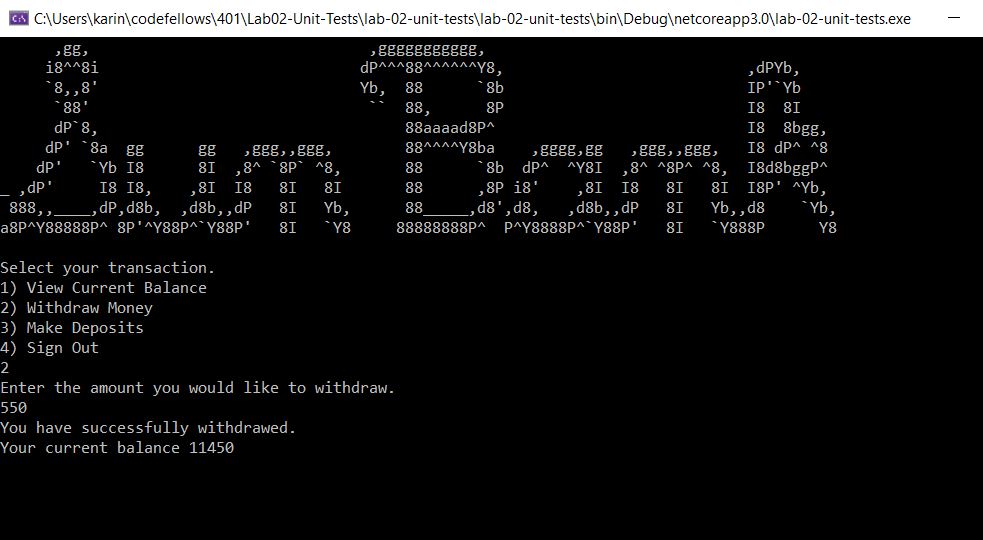 C:\Users\karin\codefellows\401\Lab02-Unit-Tests\lab-02-unit-tests\lab-02-unit-tests\bin\Debug\netcoreapp3.0\lab-02-unit-tests.exe
      ,gg,                               ,ggggggggggg,
     i8^^8i                             dP^^^88^^^^^^Y8,                           ,dPYb,
     `8,,8'                             Yb,  88      `8b                           IP'`Yb
      `88'                               ``  88,      8P                           I8  8I
      dP`8,                                  88aaaad8P^                            I8  8bgg,
     dP' `8a  gg      gg   ,ggg,,ggg,        88^^^^Y8ba    ,gggg,gg   ,ggg,,ggg,   I8 dP^ ^8
    dP'   `Yb I8      8I  ,8^ `8P` ^8,       88      `8b  dP^  ^Y8I  ,8^ ^8P^ ^8,  I8d8bggP^
_ ,dP'     I8 I8,    ,8I  I8   8I   8I       88      ,8P i8'    ,8I  I8   8I   8I  I8P' ^Yb,
 888,,____,dP,d8b,  ,d8b,,dP   8I   Yb,      88_____,d8',d8,   ,d8b,,dP   8I   Yb,,d8    `Yb,
a8P^Y88888P^ 8P'^Y88P^`Y88P'   8I   `Y8     88888888P^  P^Y8888P^`Y88P'   8I   `Y888P      Y8
Select your transaction.
1) View Current Balance
2) Withdraw Money
3) Make Deposits
4) Sign Out
2
Enter the amount you would like to withdraw.
550
You have successfully withdrawed.
Your current balance 11450